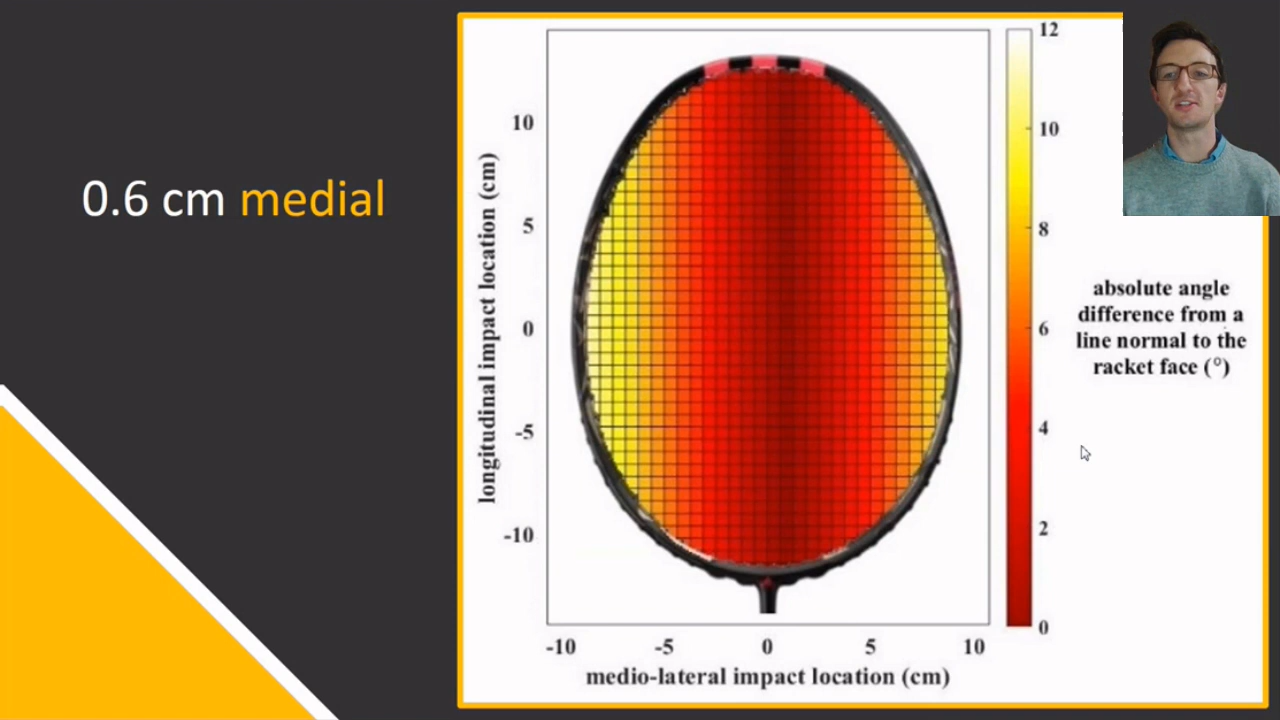 0.6 cm medial
longitudinal impact location (cm)
10
5
0
-5
-10
-10
-5
0
5
10
medio-lateral impact location (cm)
12
10
8
6
4
2
0
absolute angle
difference from a
line normal to the
racket face (°)